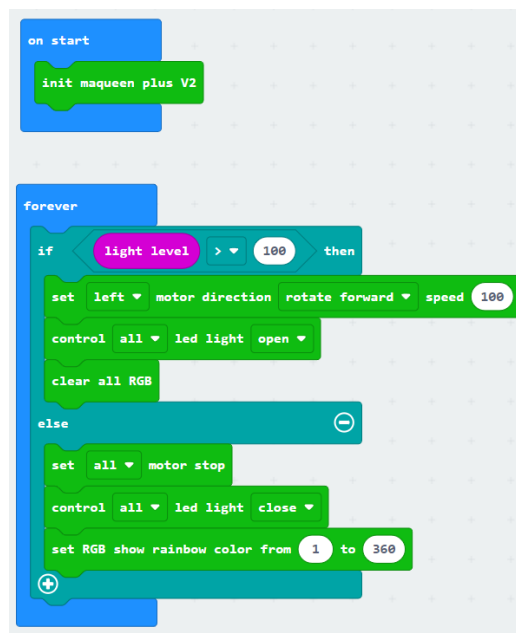 on start
init maqueen plus V2
forever
if light level > 100 then
set left motor direction rotate forward speed 100
control all led light open
clear all RGB
else
set all motor stop
control all led light close
set RGB show rainbow color from 1 to 360